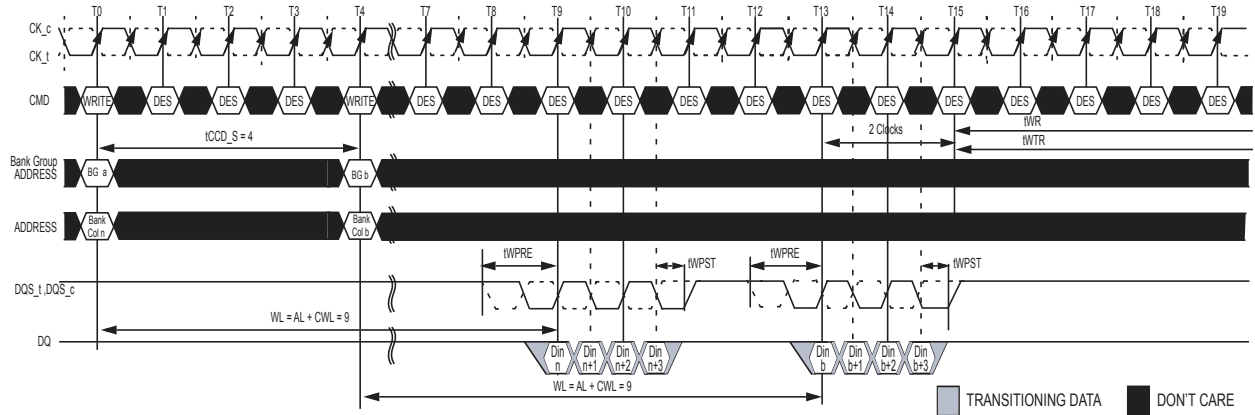 T0 T1 T2 T3 T4 T7 T8 T9 T10 T11 T12 T13 T14 T15 T16 T17 T18 T19
CK_c
CK_t
CMD WRITE DES DES DES WRITE DES DES DES DES DES DES DES DES DES DES DES DES DES
tCCD_S = 4
2 Clocks
tWR
tWTR
Bank Group
ADDRESS
BG a
BG b
ADDRESS
Bank
Col n
Bank
Col b
tWPRE
tWPST
tWPRE
tWPST
DQS_t ,DQS_c
WL = AL + CWL = 9
DQ
Din
n
Din
n+1
Din
n+2
Din
n+3
Din
b
Din
b+1
Din
b+2
Din
b+3
WL = AL + CWL = 9
TRANSITIONING DATA
DON'T CARE